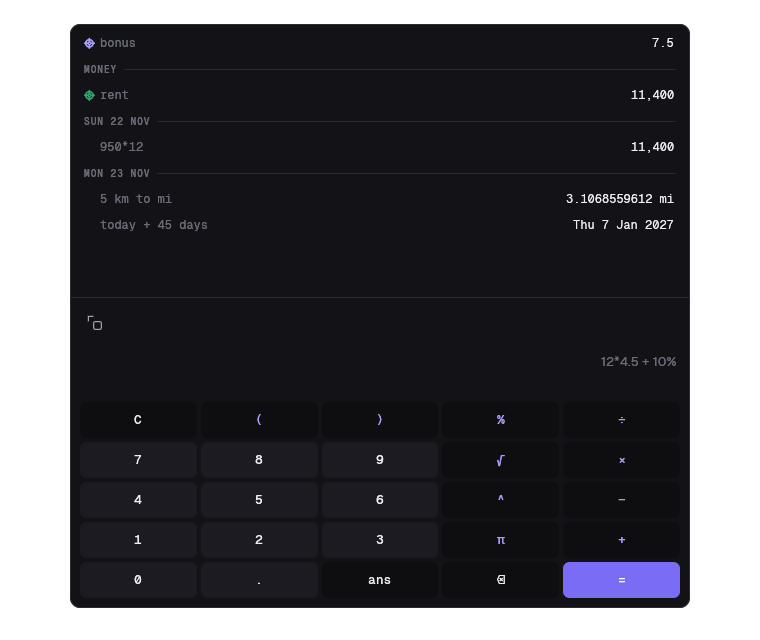 bonus 7.5
MONEY
rent 11,400
SUN 22 NOV
950*12 11,400
MON 23 NOV
5 km to mi 3.1068559612 mi
today + 45 days Thu 7 Jan 2027
12*4.5 + 10%
C ( ) % ÷
7 8 9 √ ×
4 5 6 ^ −
1 2 3 π +
0 . ans ⌫ =